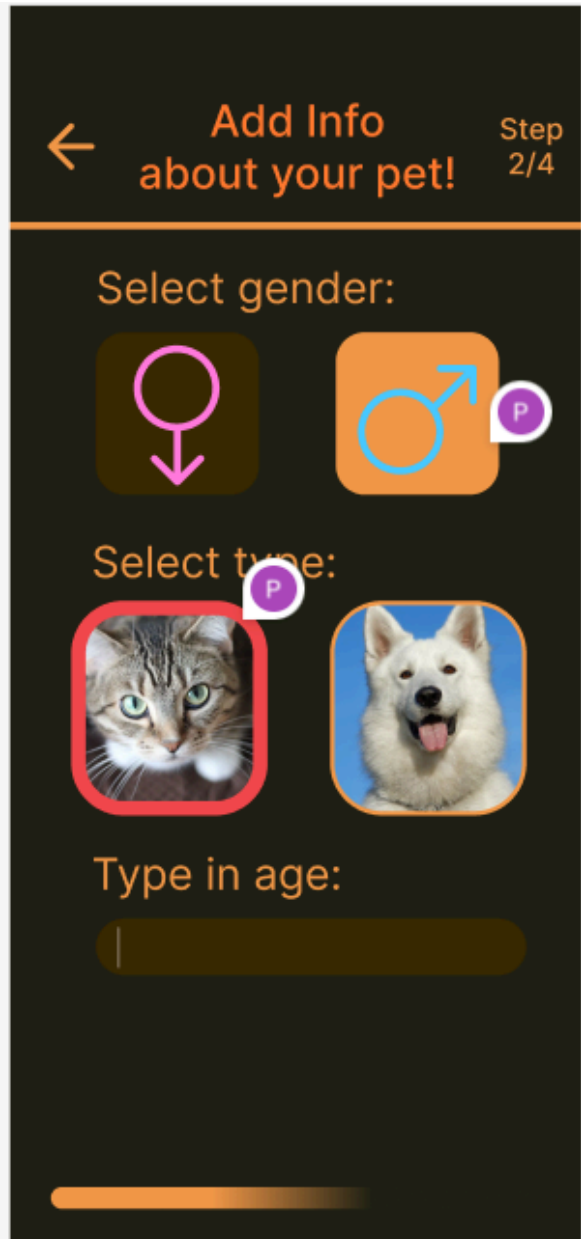 Add Info
about your pet!
Step
2/4
Select gender:
P
Select type:
P
Type in age: